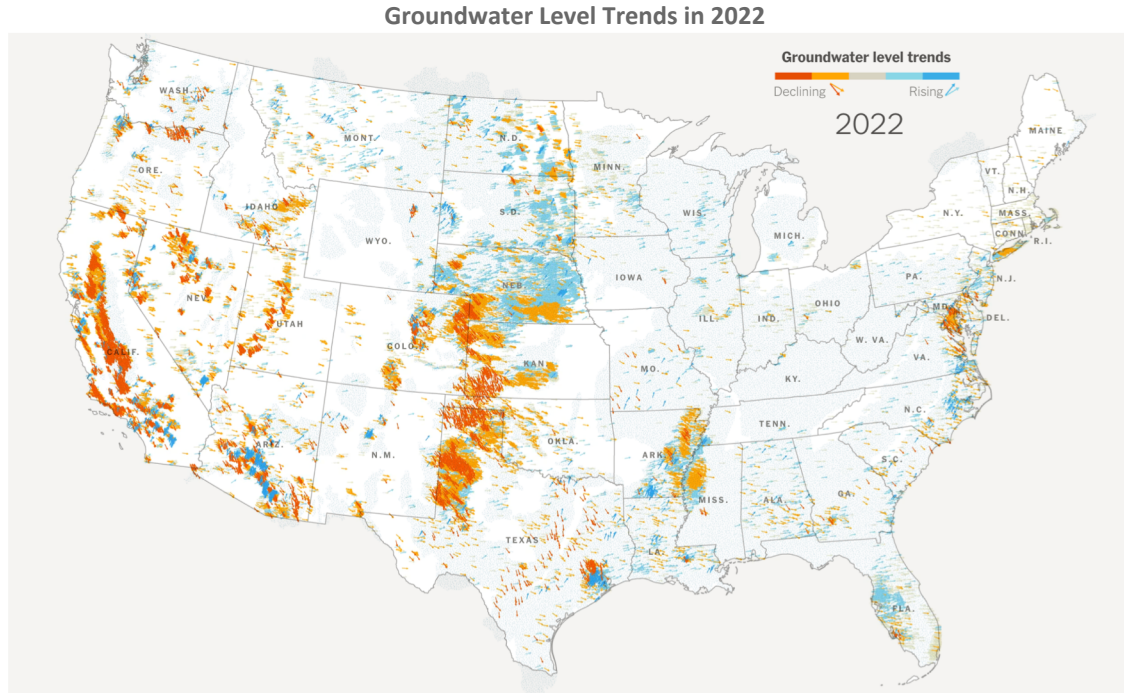 Groundwater Level Trends in 2022
Groundwater level trends
Declining
Rising
2022
WASH.
MONT.
N.D.
MINN.
MAINE
ORE.
IDAHO
S.D.
WIS.
MICH.
VT.
N.H.
N.Y.
MASS.
CONN.
R.I.
WYO.
NEB.
IOWA
PA.
N.J.
NEV.
UTAH
COLO.
KAN.
ILL.
IND.
OHIO
MD.
DEL.
W. VA.
VA.
CALIF.
MO.
KY.
ARIZ.
N.M.
OKLA.
ARK.
TENN.
N.C.
S.C.
TEXAS
LA.
MISS.
ALA.
GA.
FLA.